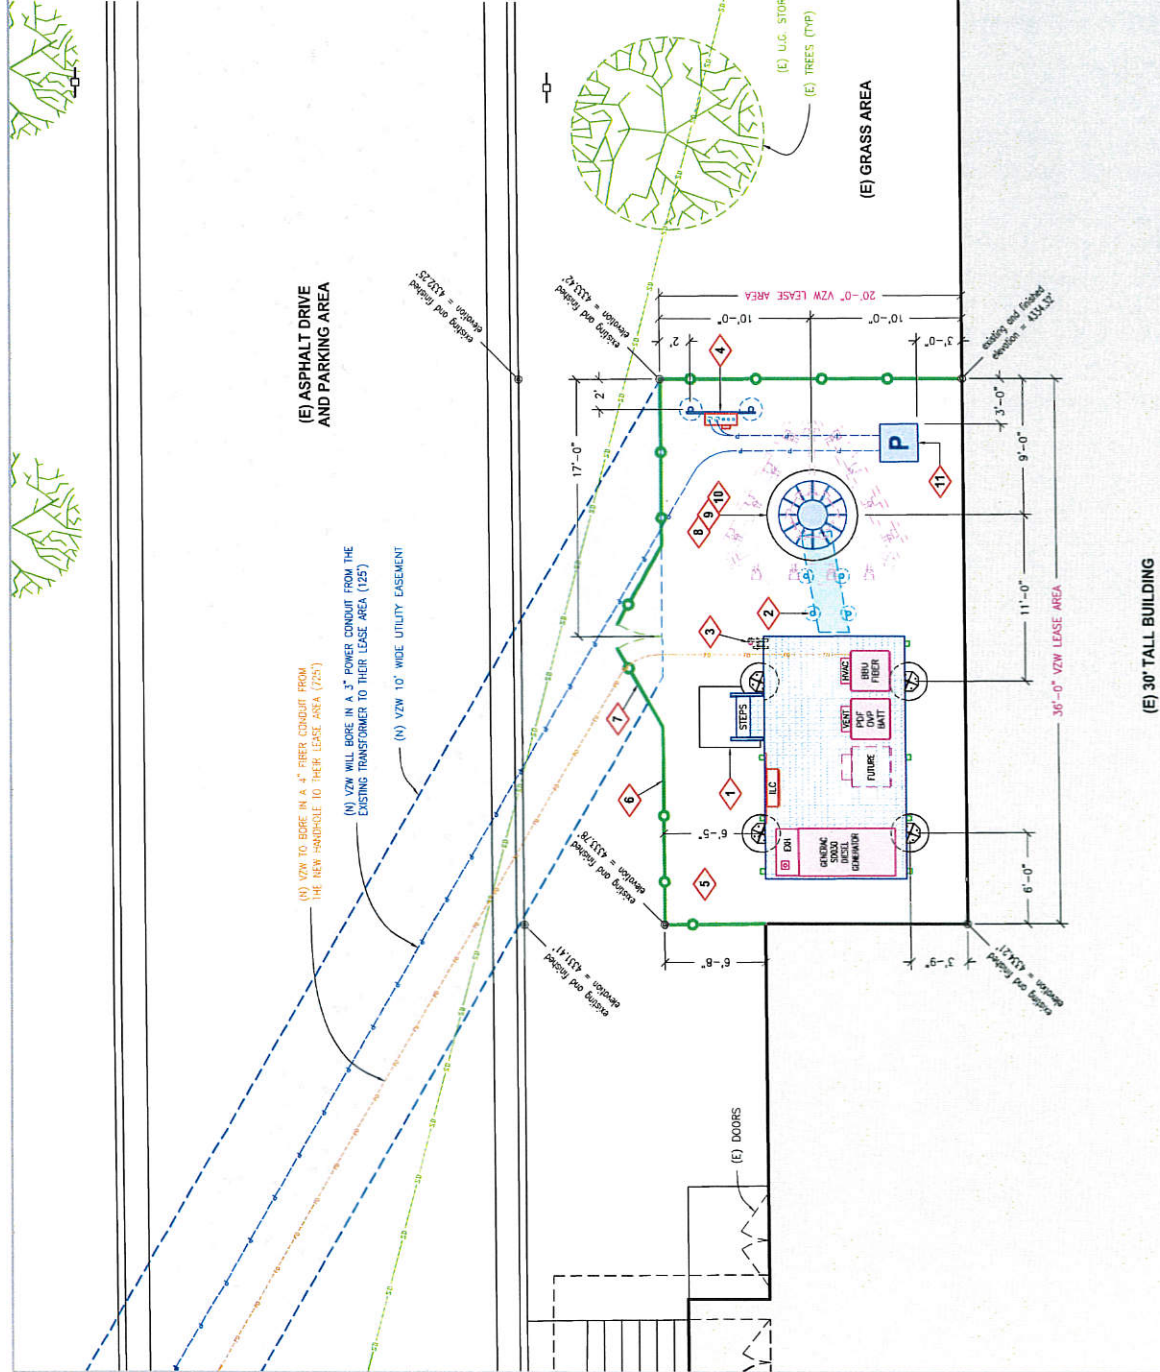 (E) U.G. STOR
(E) TREES (TYP)
(E) GRASS AREA
(E) ASPHALT DRIVE
AND PARKING AREA
existing and finished
elevation = 4332.25'
existing and finished
elevation = 4333.42'
existing and finished
elevation = 4334.32'
20'-0" VZW LEASE AREA
10'-0"
10'-0"
2'
3'-0"
2'
17'-0"
3'-0"
9'-0"
11'-0"
36'-0" VZW LEASE AREA
6'-0"
(N) VZW WILL BORE IN A 3" POWER CONDUIT FROM THE
EXISTING TRANSFORMER TO THEIR LEASE AREA (125')
(N) VZW 10' WIDE UTILITY EASEMENT
(N) VZW TO BORE IN A 4" FIBER CONDUIT FROM
THE NEW HANDHOLE TO THEIR LEASE AREA (725')
4
P
11
8
9
10
2
3
7
1
6
5
STEPS
ILC
HVAC
BBU
FIBER
VENT
PDF
OVP
BATT
FUTURE
EXH
GENERAC
SD030
DIESEL
GENERATOR
6'-5"
6'-8"
3'-9"
existing and finished
elevation = 4333.78'
existing and finished
elevation = 4331.41'
existing and finished
elevation = 4334.21'
(E) DOORS
(E) 30' TALL BUILDING